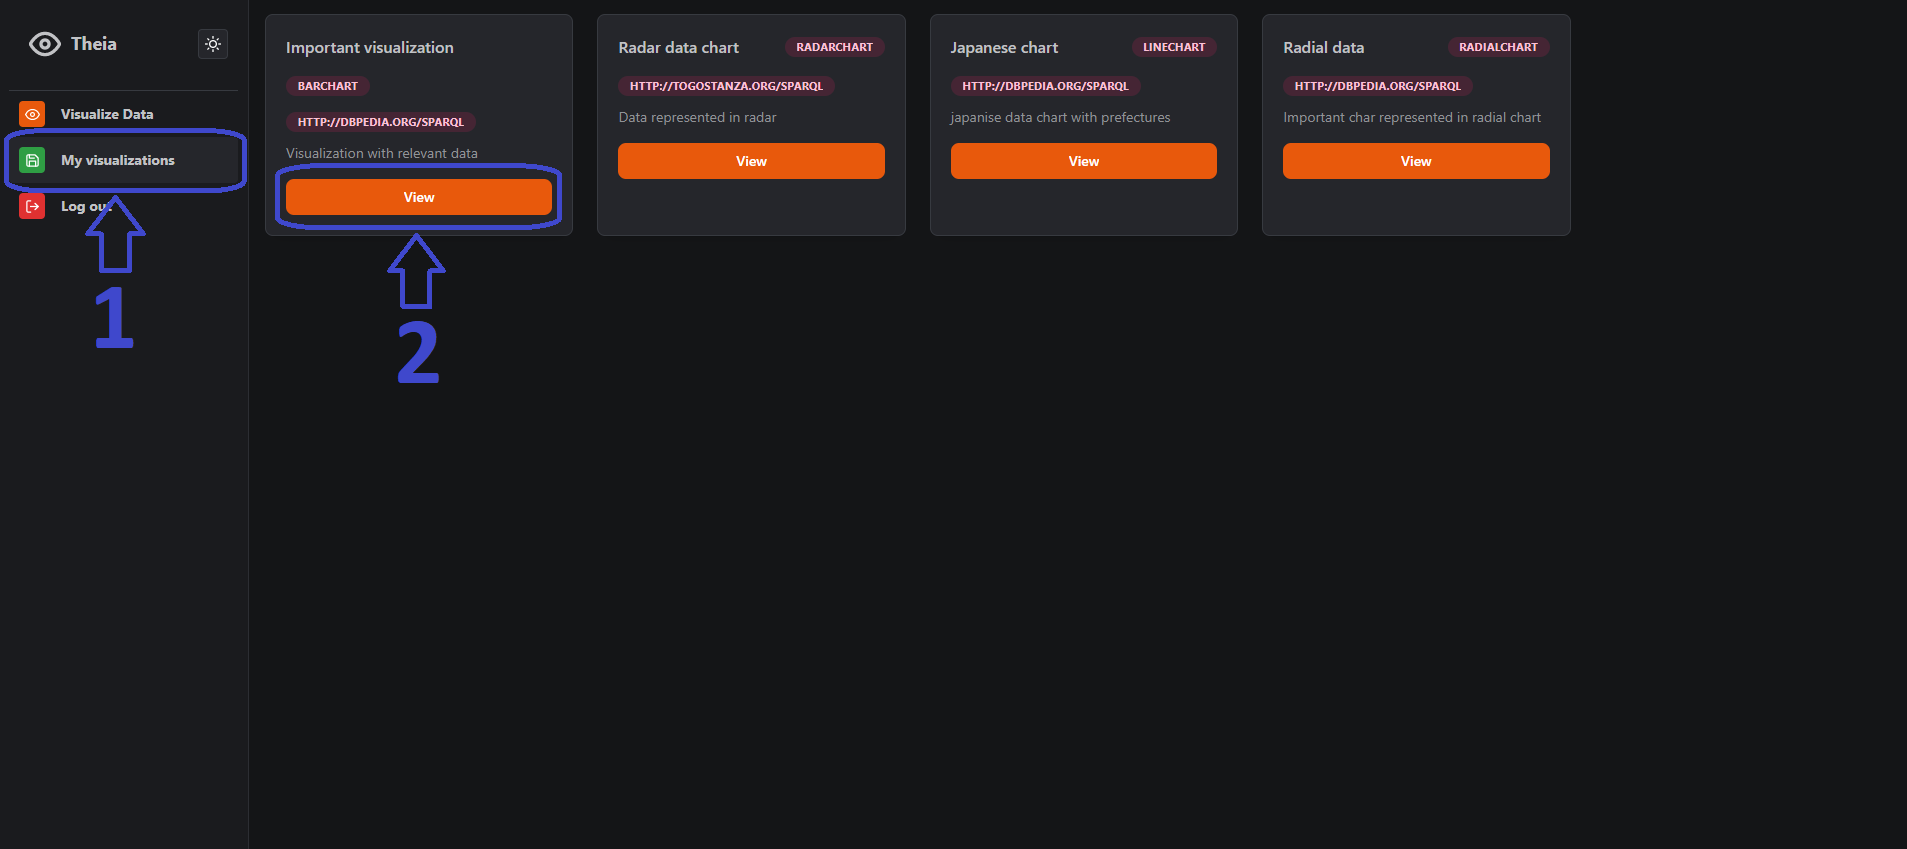 Theia
Visualize Data
My visualizations
Log out
1
Important visualization
BARCHART
HTTP://DBPEDIA.ORG/SPARQL
Visualization with relevant data
View
2
Radar data chart
RADARCHART
HTTP://TOGOSTANZA.ORG/SPARQL
Data represented in radar
View
Japanese chart
LINECHART
HTTP://DBPEDIA.ORG/SPARQL
japanise data chart with prefectures
View
Radial data
RADIALCHART
HTTP://DBPEDIA.ORG/SPARQL
Important char represented in radial chart
View